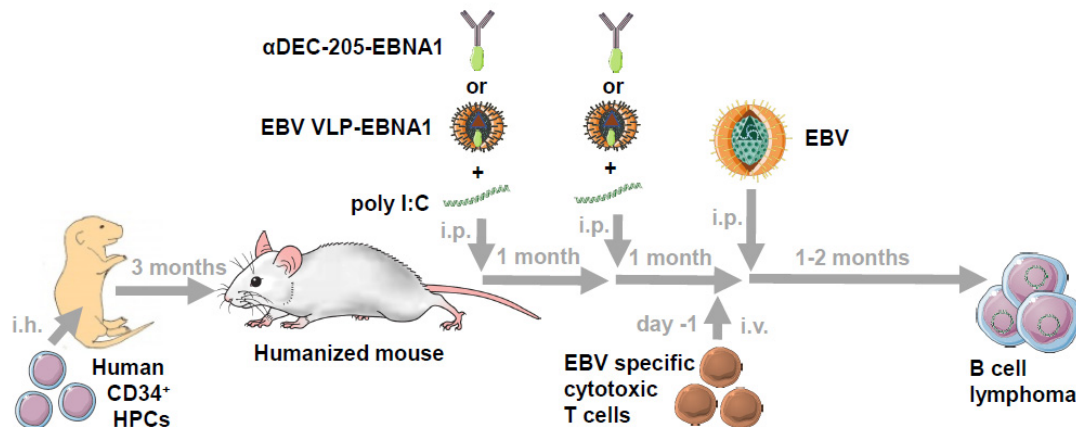 αDEC-205-EBNA1
or
or
EBV VLP-EBNA1
EBV
+
+
poly I:C
i.p.
i.p.
i.p.
3 months
1 month
1 month
1-2 months
i.h.
day -1
i.v.
Humanized mouse
Human
CD34⁺
HPCs
EBV specific
cytotoxic
T cells
B cell
lymphoma